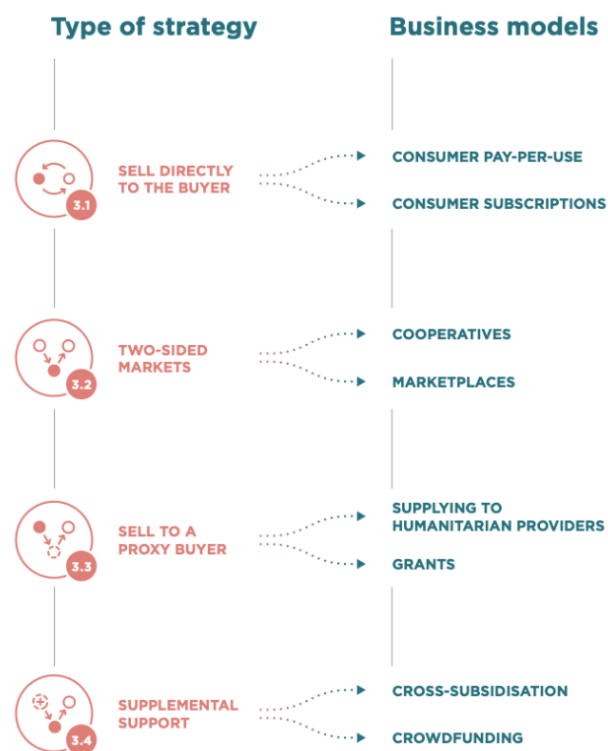 Type of strategy
Business models
SELL DIRECTLY
TO THE BUYER
3.1
CONSUMER PAY-PER-USE
CONSUMER SUBSCRIPTIONS
TWO-SIDED
MARKETS
3.2
COOPERATIVES
MARKETPLACES
SELL TO A
PROXY BUYER
3.3
SUPPLYING TO
HUMANITARIAN PROVIDERS
GRANTS
SUPPLEMENTAL
SUPPORT
3.4
CROSS-SUBSIDISATION
CROWDFUNDING